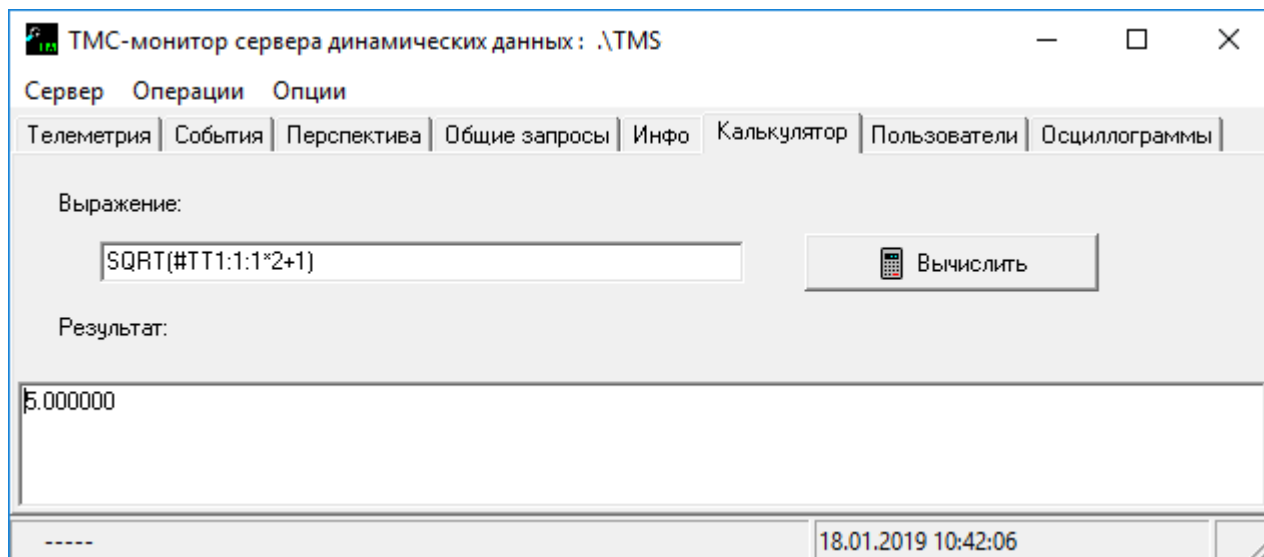 ТМС-монитор сервера динамических данных : .\TMS
Сервер Операции Опции
Телеметрия События Перспектива Общие запросы Инфо Калькулятор Пользователи Осциллограммы
Выражение:
SQRT(#TT1:1:1*2+1)
Вычислить
Результат:
5.000000
----- 18.01.2019 10:42:06